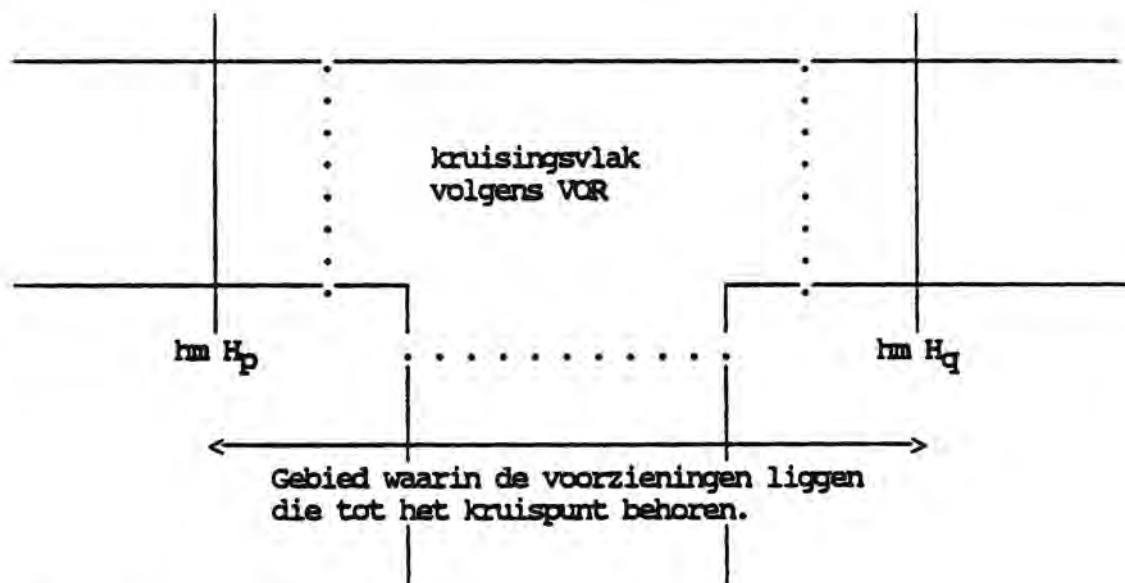 kruisingsvlak
volgens VOR
hm Hp
hm Hq
Gebied waarin de voorzieningen liggen
die tot het kruispunt behoren.